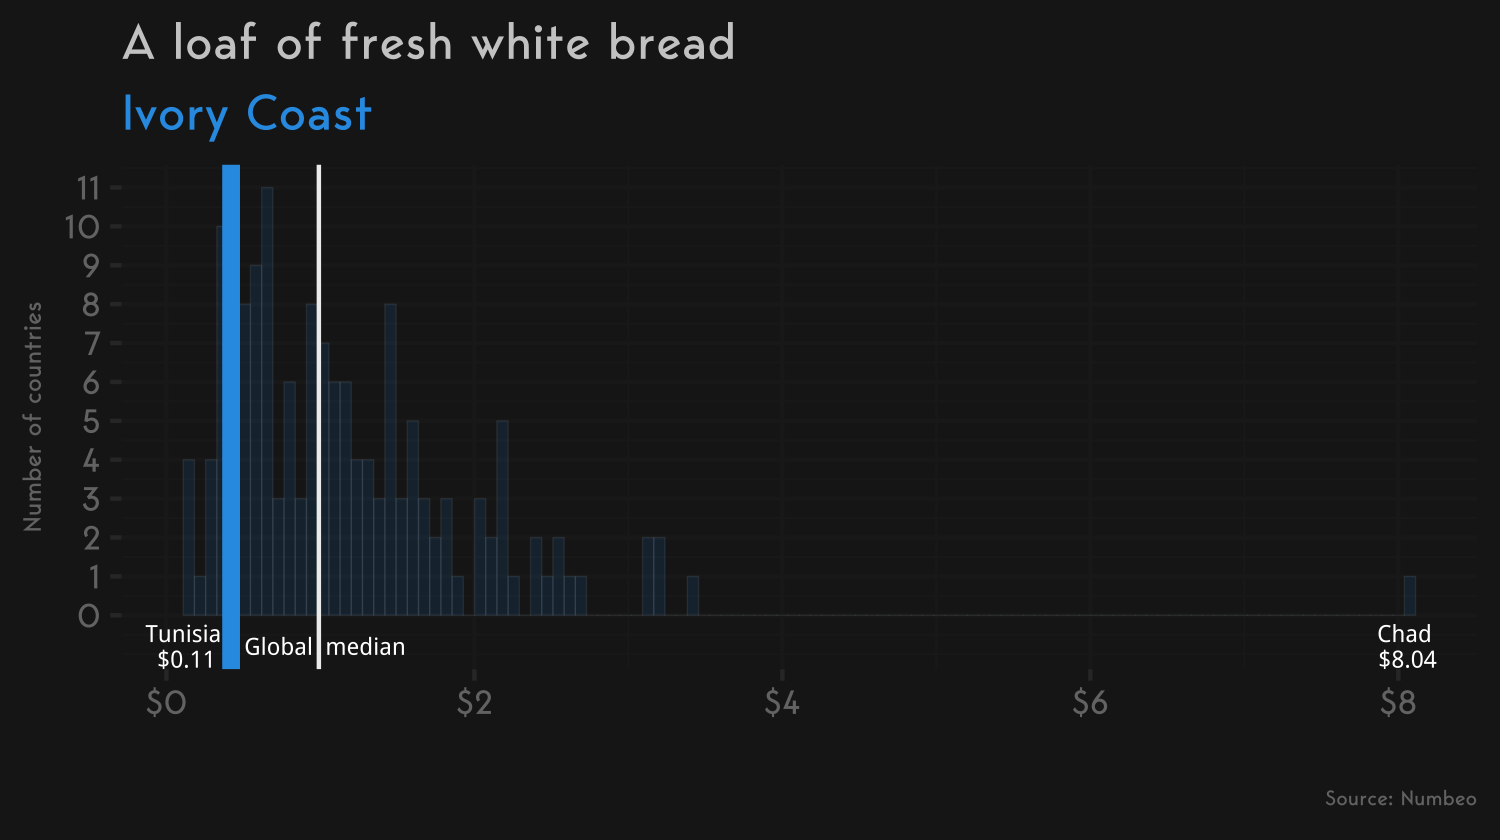 A loaf of fresh white bread
Ivory Coast
Number of countries
11
10
9
8
7
6
5
4
3
2
1
0
Tunisia
$0.11
Global median
Chad
$8.04
$0 $2 $4 $6 $8
Source: Numbeo